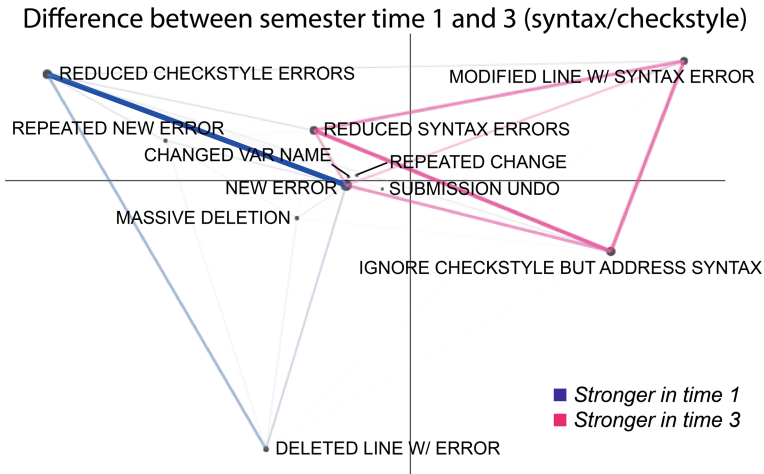 Difference between semester time 1 and 3 (syntax/checkstyle)
REDUCED CHECKSTYLE ERRORS
MODIFIED LINE W/ SYNTAX ERROR
REPEATED NEW ERROR
REDUCED SYNTAX ERRORS
CHANGED VAR NAME
REPEATED CHANGE
NEW ERROR
SUBMISSION UNDO
MASSIVE DELETION
IGNORE CHECKSTYLE BUT ADDRESS SYNTAX
Stronger in time 1
Stronger in time 3
DELETED LINE W/ ERROR